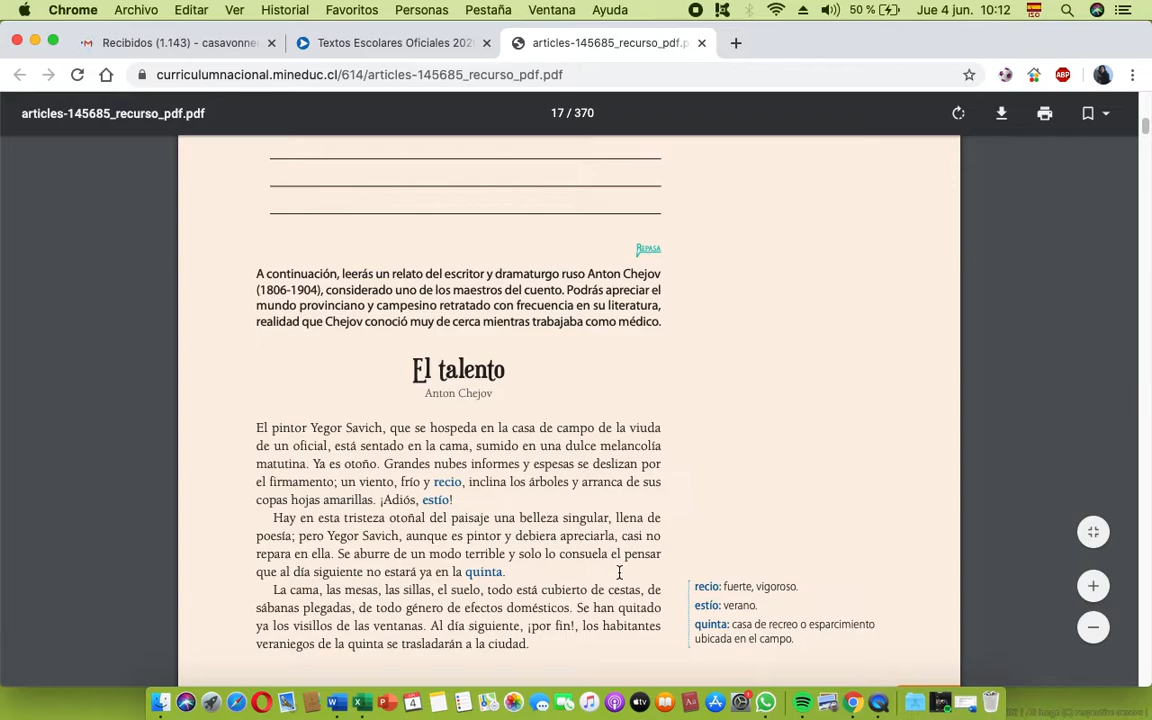 Chrome Archivo Editar Ver Historial Favoritos Personas Pestaña Ventana Ayuda 50 % Jue 4 jun. 10:12 ISO
Recibidos (1.143) - casavonne
Textos Escolares Oficiales 202
articles-145685_recurso_pdf.p
curriculumnacional.mineduc.cl/614/articles-145685_recurso_pdf.pdf
ABP
articles-145685_recurso_pdf.pdf
17 / 370
REPASA
A continuación, leerás un relato del escritor y dramaturgo ruso Anton Chejov
(1806-1904), considerado uno de los maestros del cuento. Podrás apreciar el
mundo provinciano y campesino retratado con frecuencia en su literatura,
realidad que Chejov conoció muy de cerca mientras trabajaba como médico.
El talento
Anton Chejov
El pintor Yegor Savich, que se hospeda en la casa de campo de la viuda
de un oficial, está sentado en la cama, sumido en una dulce melancolía
matutina. Ya es otoño. Grandes nubes informes y espesas se deslizan por
el firmamento; un viento, frío y recio, inclina los árboles y arranca de sus
copas hojas amarillas. ¡Adiós, estío!
Hay en esta tristeza otoñal del paisaje una belleza singular, llena de
poesía; pero Yegor Savich, aunque es pintor y debiera apreciarla, casi no
repara en ella. Se aburre de un modo terrible y solo lo consuela el pensar
que al día siguiente no estará ya en la quinta.
La cama, las mesas, las sillas, el suelo, todo está cubierto de cestas, de
sábanas plegadas, de todo género de efectos domésticos. Se han quitado
ya los visillos de las ventanas. Al día siguiente, ¡por fin!, los habitantes
veraniegos de la quinta se trasladarán a la ciudad.
recio: fuerte, vigoroso.
estío: verano.
quinta: casa de recreo o esparcimiento
ubicada en el campo.
4
1